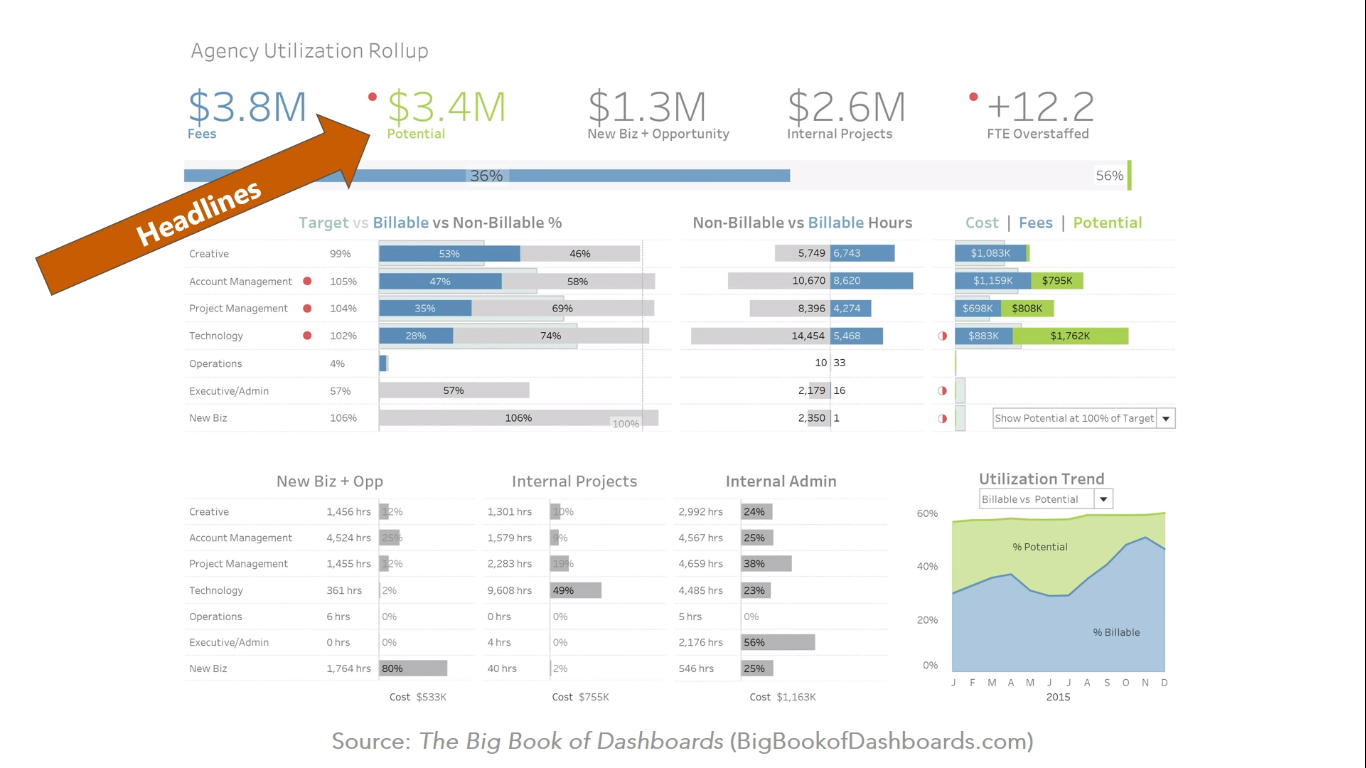 Agency Utilization Rollup
$3.8M $3.4M $1.3M $2.6M +12.2
Fees Potential New Biz + Opportunity Internal Projects FTE Overstaffed
Headlines
36% 56%
Target vs Billable vs Non-Billable % Non-Billable vs Billable Hours Cost | Fees | Potential
Creative 99% 53% 46% 5,749 6,743 $1,083K
Account Management 105% 47% 58% 10,670 8,620 $1,159K $795K
Project Management 104% 35% 69% 8,396 4,274 $698K $808K
Technology 102% 28% 74% 14,454 5,468 $883K $1,762K
Operations 4% 10 33
Executive/Admin 57% 57% 2,179 16
New Biz 106% 106% 100% 2,350 1 Show Potential at 100% of Target
New Biz + Opp Internal Projects Internal Admin Utilization Trend
Billable vs Potential
Creative 1,456 hrs 12% 1,301 hrs 10% 2,992 hrs 24%
Account Management 4,524 hrs 25% 1,579 hrs 9% 4,567 hrs 25%
Project Management 1,455 hrs 12% 2,283 hrs 19% 4,659 hrs 38%
Technology 361 hrs 2% 9,608 hrs 49% 4,485 hrs 23%
Operations 6 hrs 0% 0 hrs 0% 5 hrs 0%
Executive/Admin 0 hrs 0% 4 hrs 0% 2,176 hrs 56%
New Biz 1,764 hrs 80% 40 hrs 2% 546 hrs 25%
Cost $533K Cost $755K Cost $1,163K
60%
40%
20%
0%
% Potential
% Billable
J F M A M J J A S O N D
2015
Source: The Big Book of Dashboards (BigBookofDashboards.com)